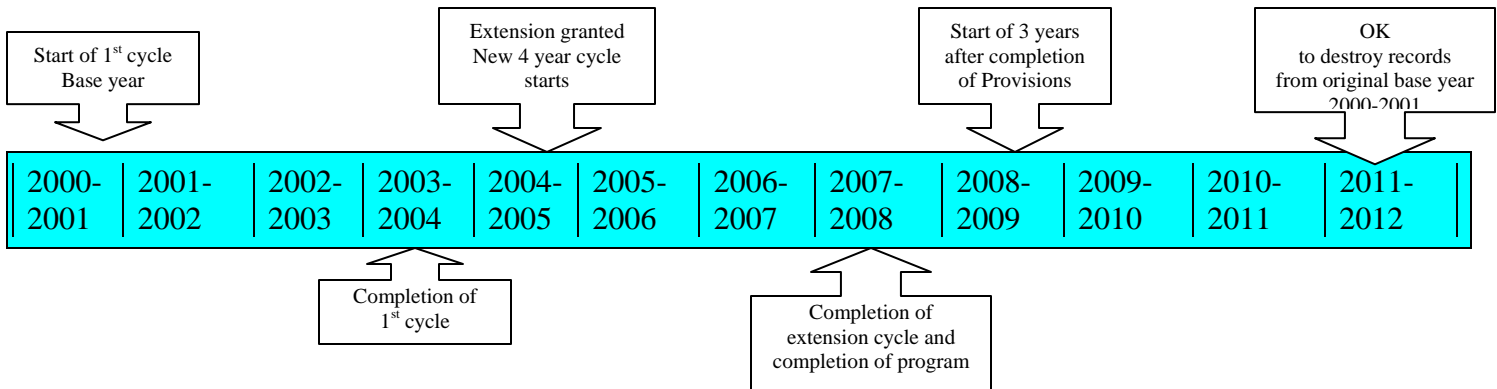 Start of 1st cycle
Base year
Extension granted
New 4 year cycle
starts
Start of 3 years
after completion
of Provisions
OK
to destroy records
from original base year
2000-2001
2000- 2001- 2002- 2003- 2004- 2005- 2006- 2007- 2008- 2009- 2010- 2011-
2001 2002 2003 2004 2005 2006 2007 2008 2009 2010 2011 2012
Completion of
1st cycle
Completion of
extension cycle and
completion of program